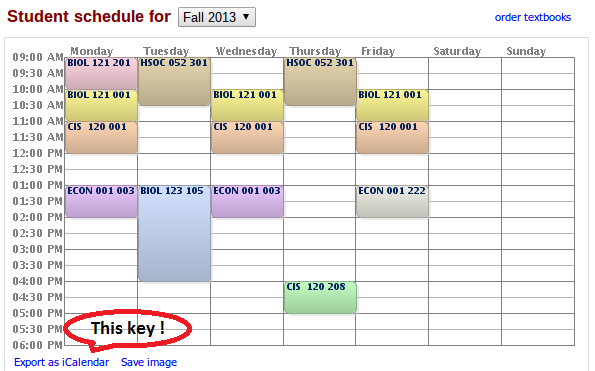 Student schedule for Fall 2013 order textbooks
Monday Tuesday Wednesday Thursday Friday Saturday Sunday
09:00 AM BIOL 121 201 HSOC 052 301 HSOC 052 301
09:30 AM
10:00 AM BIOL 121 001 BIOL 121 001 BIOL 121 001
10:30 AM
11:00 AM CIS 120 001 CIS 120 001 CIS 120 001
11:30 AM
12:00 PM
12:30 PM
01:00 PM ECON 001 003 BIOL 123 105 ECON 001 003 ECON 001 222
01:30 PM
02:00 PM
02:30 PM
03:00 PM
03:30 PM
04:00 PM CIS 120 208
04:30 PM
05:00 PM
05:30 PM This key !
06:00 PM
Export as iCalendar Save image